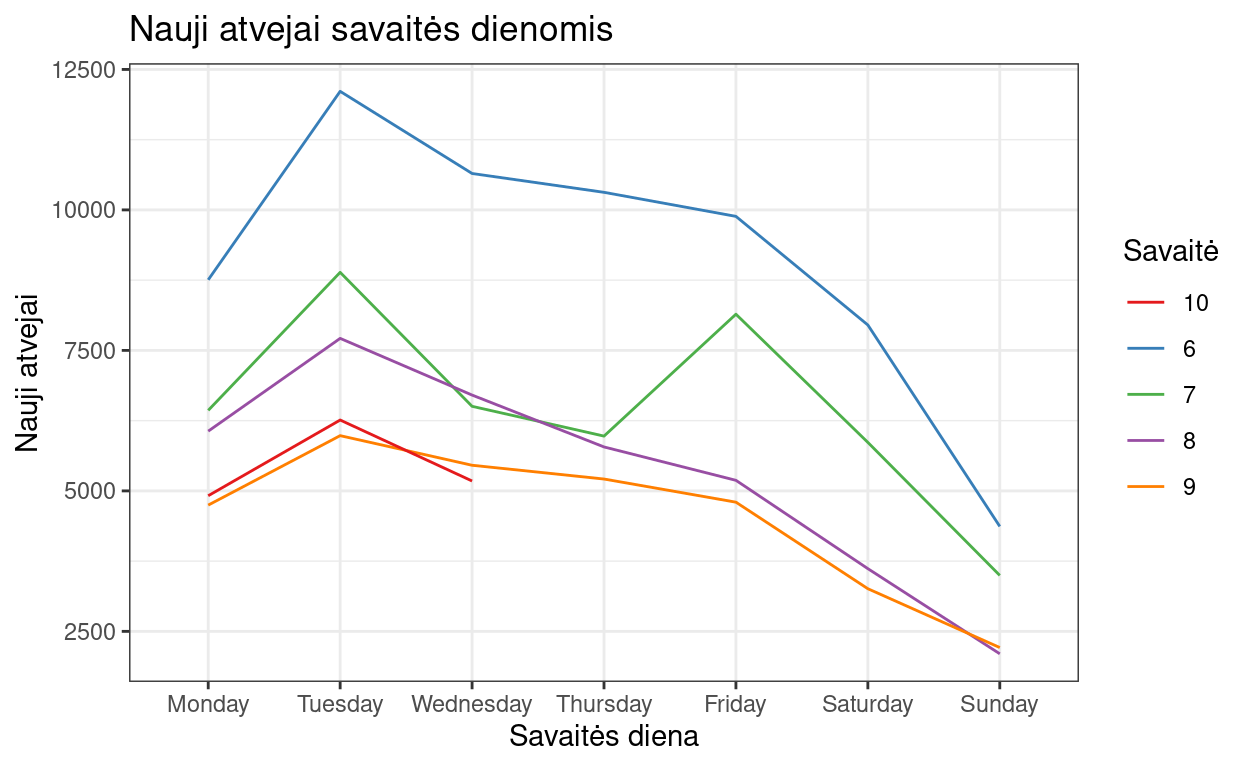 Nauji atvejai savaitės dienomis
Nauji atvejai
12500
10000
7500
5000
2500
Monday Tuesday Wednesday Thursday Friday Saturday Sunday
Savaitės diena
Savaitė
10
6
7
8
9